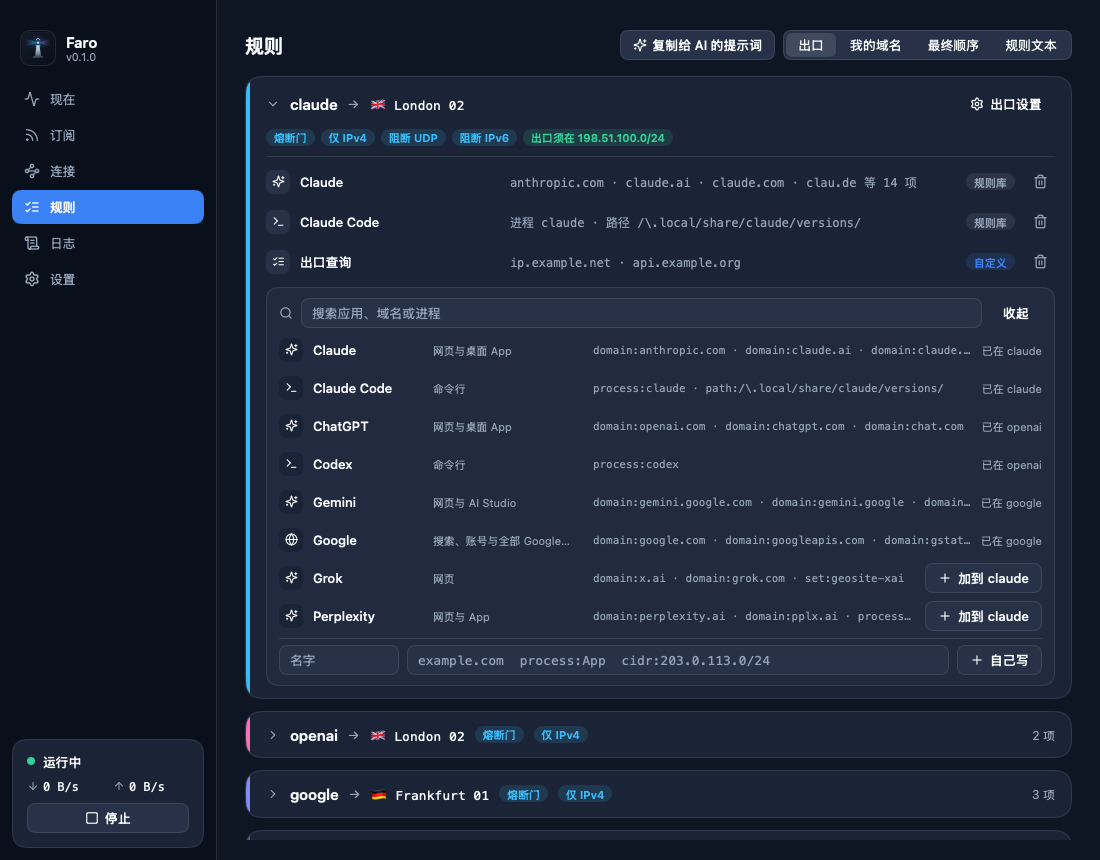 Faro
v0.1.0
现在
订阅
连接
规则
日志
设置
运行中
↓ 0 B/s ↑ 0 B/s
停止
规则
复制给 AI 的提示词
出口 我的域名 最终顺序 规则文本
claude → London 02
出口设置
熔断门 仅 IPv4 阻断 UDP 阻断 IPv6 出口须在 198.51.100.0/24
Claude anthropic.com · claude.ai · claude.com · clau.de 等 14 项 规则库
Claude Code 进程 claude · 路径 /\.local/share/claude/versions/ 规则库
出口查询 ip.example.net · api.example.org 自定义
搜索应用、域名或进程 收起
Claude 网页与桌面 App domain:anthropic.com · domain:claude.ai · domain:claude.… 已在 claude
Claude Code 命令行 process:claude · path:/\.local/share/claude/versions/ 已在 claude
ChatGPT 网页与桌面 App domain:openai.com · domain:chatgpt.com · domain:chat.com 已在 openai
Codex 命令行 process:codex 已在 openai
Gemini 网页与 AI Studio domain:gemini.google.com · domain:gemini.google · domain… 已在 google
Google 搜索、账号与全部 Google… domain:google.com · domain:googleapis.com · domain:gstat… 已在 google
Grok 网页 domain:x.ai · domain:grok.com · set:geosite-xai + 加到 claude
Perplexity 网页与 App domain:perplexity.ai · domain:pplx.ai · process… + 加到 claude
名字 example.com process:App cidr:203.0.113.0/24 + 自己写
openai → London 02 熔断门 仅 IPv4 2 项
google → Frankfurt 01 熔断门 仅 IPv4 3 项